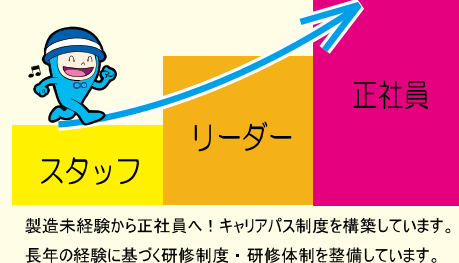 スタッフ
リーダー
正社員
製造未経験から正社員へ！キャリアパス制度を構築しています。
長年の経験に基づく研修制度・研修体制を整備しています。